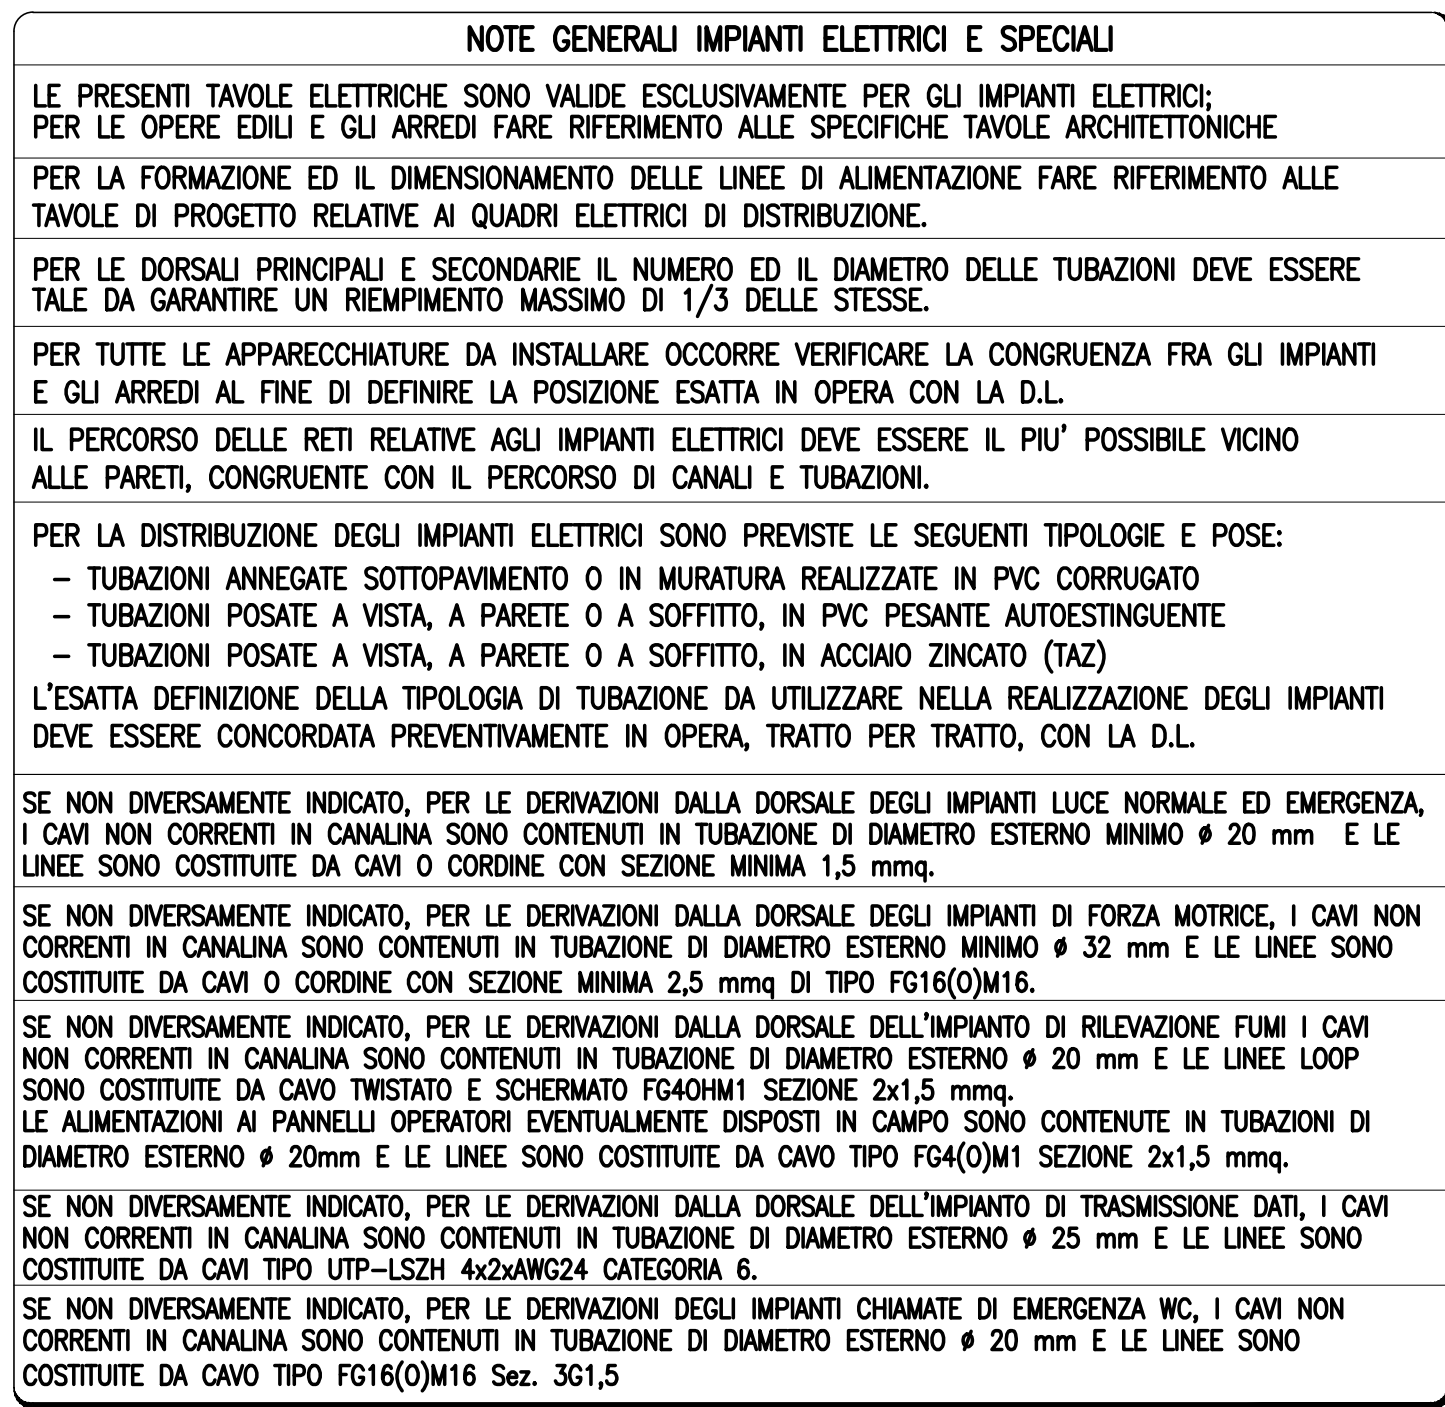 NOTE GENERALI IMPIANTI ELETTRICI E SPECIALI
LE PRESENTI TAVOLE ELETTRICHE SONO VALIDE ESCLUSIVAMENTE PER GLI IMPIANTI ELETTRICI;
PER LE OPERE EDILI E GLI ARREDI FARE RIFERIMENTO ALLE SPECIFICHE TAVOLE ARCHITETTONICHE
PER LA FORMAZIONE ED IL DIMENSIONAMENTO DELLE LINEE DI ALIMENTAZIONE FARE RIFERIMENTO ALLE
TAVOLE DI PROGETTO RELATIVE AI QUADRI ELETTRICI DI DISTRIBUZIONE.
PER LE DORSALI PRINCIPALI E SECONDARIE IL NUMERO ED IL DIAMETRO DELLE TUBAZIONI DEVE ESSERE
TALE DA GARANTIRE UN RIEMPIMENTO MASSIMO DI 1/3 DELLE STESSE.
PER TUTTE LE APPARECCHIATURE DA INSTALLARE OCCORRE VERIFICARE LA CONGRUENZA FRA GLI IMPIANTI
E GLI ARREDI AL FINE DI DEFINIRE LA POSIZIONE ESATTA IN OPERA CON LA D.L.
IL PERCORSO DELLE RETI RELATIVE AGLI IMPIANTI ELETTRICI DEVE ESSERE IL PIU' POSSIBILE VICINO
ALLE PARETI, CONGRUENTE CON IL PERCORSO DI CANALI E TUBAZIONI.
PER LA DISTRIBUZIONE DEGLI IMPIANTI ELETTRICI SONO PREVISTE LE SEGUENTI TIPOLOGIE E POSE:
– TUBAZIONI ANNEGATE SOTTOPAVIMENTO O IN MURATURA REALIZZATE IN PVC CORRUGATO
– TUBAZIONI POSATE A VISTA, A PARETE O A SOFFITTO, IN PVC PESANTE AUTOESTINGUENTE
– TUBAZIONI POSATE A VISTA, A PARETE O A SOFFITTO, IN ACCIAIO ZINCATO (TAZ)
L'ESATTA DEFINIZIONE DELLA TIPOLOGIA DI TUBAZIONE DA UTILIZZARE NELLA REALIZZAZIONE DEGLI IMPIANTI
DEVE ESSERE CONCORDATA PREVENTIVAMENTE IN OPERA, TRATTO PER TRATTO, CON LA D.L.
SE NON DIVERSAMENTE INDICATO, PER LE DERIVAZIONI DALLA DORSALE DEGLI IMPIANTI LUCE NORMALE ED EMERGENZA,
I CAVI NON CORRENTI IN CANALINA SONO CONTENUTI IN TUBAZIONE DI DIAMETRO ESTERNO MINIMO ø 20 mm E LE
LINEE SONO COSTITUITE DA CAVI O CORDINE CON SEZIONE MINIMA 1,5 mmq.
SE NON DIVERSAMENTE INDICATO, PER LE DERIVAZIONI DALLA DORSALE DEGLI IMPIANTI DI FORZA MOTRICE, I CAVI NON
CORRENTI IN CANALINA SONO CONTENUTI IN TUBAZIONE DI DIAMETRO ESTERNO MINIMO ø 32 mm E LE LINEE SONO
COSTITUITE DA CAVI O CORDINE CON SEZIONE MINIMA 2,5 mmq DI TIPO FG16(O)M16.
SE NON DIVERSAMENTE INDICATO, PER LE DERIVAZIONI DALLA DORSALE DELL'IMPIANTO DI RILEVAZIONE FUMI I CAVI
NON CORRENTI IN CANALINA SONO CONTENUTI IN TUBAZIONE DI DIAMETRO ESTERNO ø 20 mm E LE LINEE LOOP
SONO COSTITUITE DA CAVO TWISTATO E SCHERMATO FG4OHM1 SEZIONE 2x1,5 mmq.
LE ALIMENTAZIONI AI PANNELLI OPERATORI EVENTUALMENTE DISPOSTI IN CAMPO SONO CONTENUTE IN TUBAZIONI DI
DIAMETRO ESTERNO ø 20mm E LE LINEE SONO COSTITUITE DA CAVO TIPO FG4(O)M1 SEZIONE 2x1,5 mmq.
SE NON DIVERSAMENTE INDICATO, PER LE DERIVAZIONI DALLA DORSALE DELL'IMPIANTO DI TRASMISSIONE DATI, I CAVI
NON CORRENTI IN CANALINA SONO CONTENUTI IN TUBAZIONE DI DIAMETRO ESTERNO ø 25 mm E LE LINEE SONO
COSTITUITE DA CAVI TIPO UTP–LSZH 4x2xAWG24 CATEGORIA 6.
SE NON DIVERSAMENTE INDICATO, PER LE DERIVAZIONI DEGLI IMPIANTI CHIAMATE DI EMERGENZA WC, I CAVI NON
CORRENTI IN CANALINA SONO CONTENUTI IN TUBAZIONE DI DIAMETRO ESTERNO ø 20 mm E LE LINEE SONO
COSTITUITE DA CAVO TIPO FG16(O)M16 Sez. 3G1,5